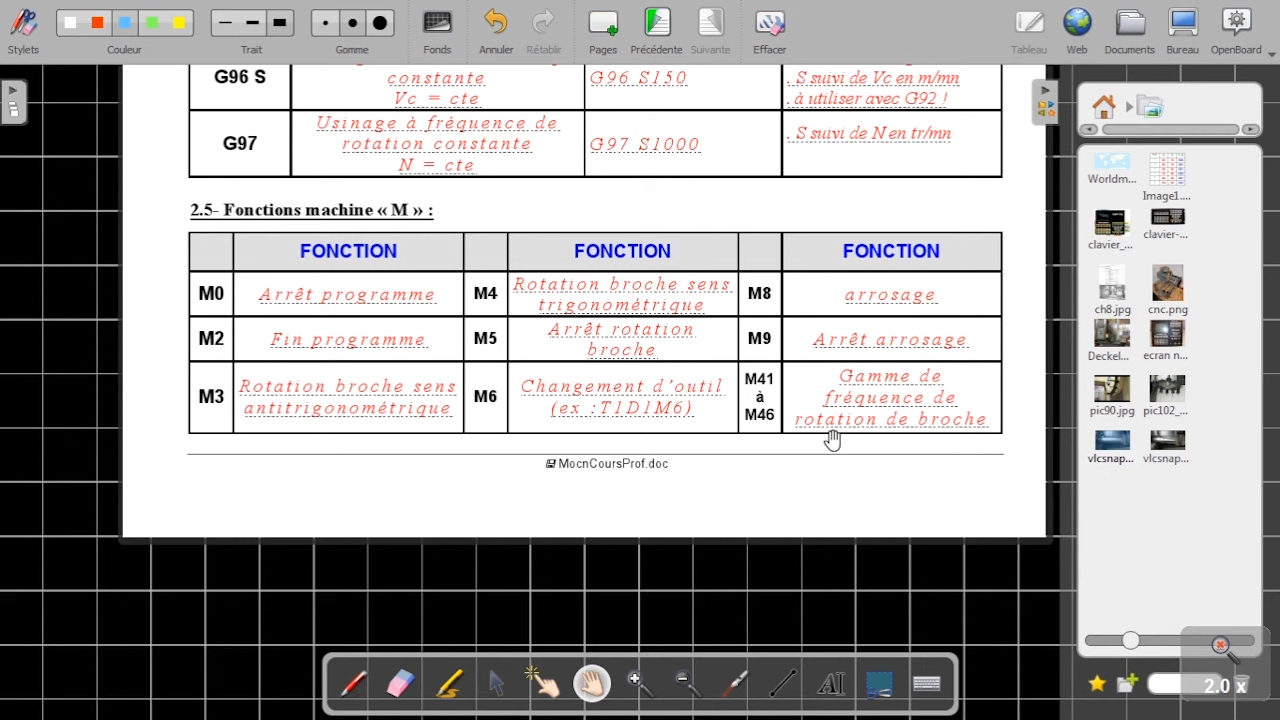 Stylets
Couleur
Trait
Gomme
Fonds
Annuler
Rétablir
Pages
Précédente
Suivante
Effacer
Tableau
Web
Documents
Bureau
OpenBoard
G96 S
constante
Vc = cte
G96 S150
. S suivi de Vc en m/mn
. à utiliser avec G92 !
G97
Usinage à fréquence de
rotation constante
N = cte
G97 S1000
. S suivi de N en tr/mn
2.5- Fonctions machine « M » :
FONCTION
FONCTION
FONCTION
M0
Arrêt programme
M4
Rotation broche sens
trigonométrique
M8
arrosage
M2
Fin programme
M5
Arrêt rotation
broche
M9
Arrêt arrosage
M3
Rotation broche sens
antitrigonométrique
M6
Changement d'outil
(ex :T1D1M6)
M41
à
M46
Gamme de
fréquence de
rotation de broche
MocnCoursProf.doc
Worldm...
Image1....
clavier_...
clavier-...
ch8.jpg
cnc.png
Deckel...
ecran n...
pic90.jpg
pic102_...
vlcsnap...
vlcsnap...
2.0 x